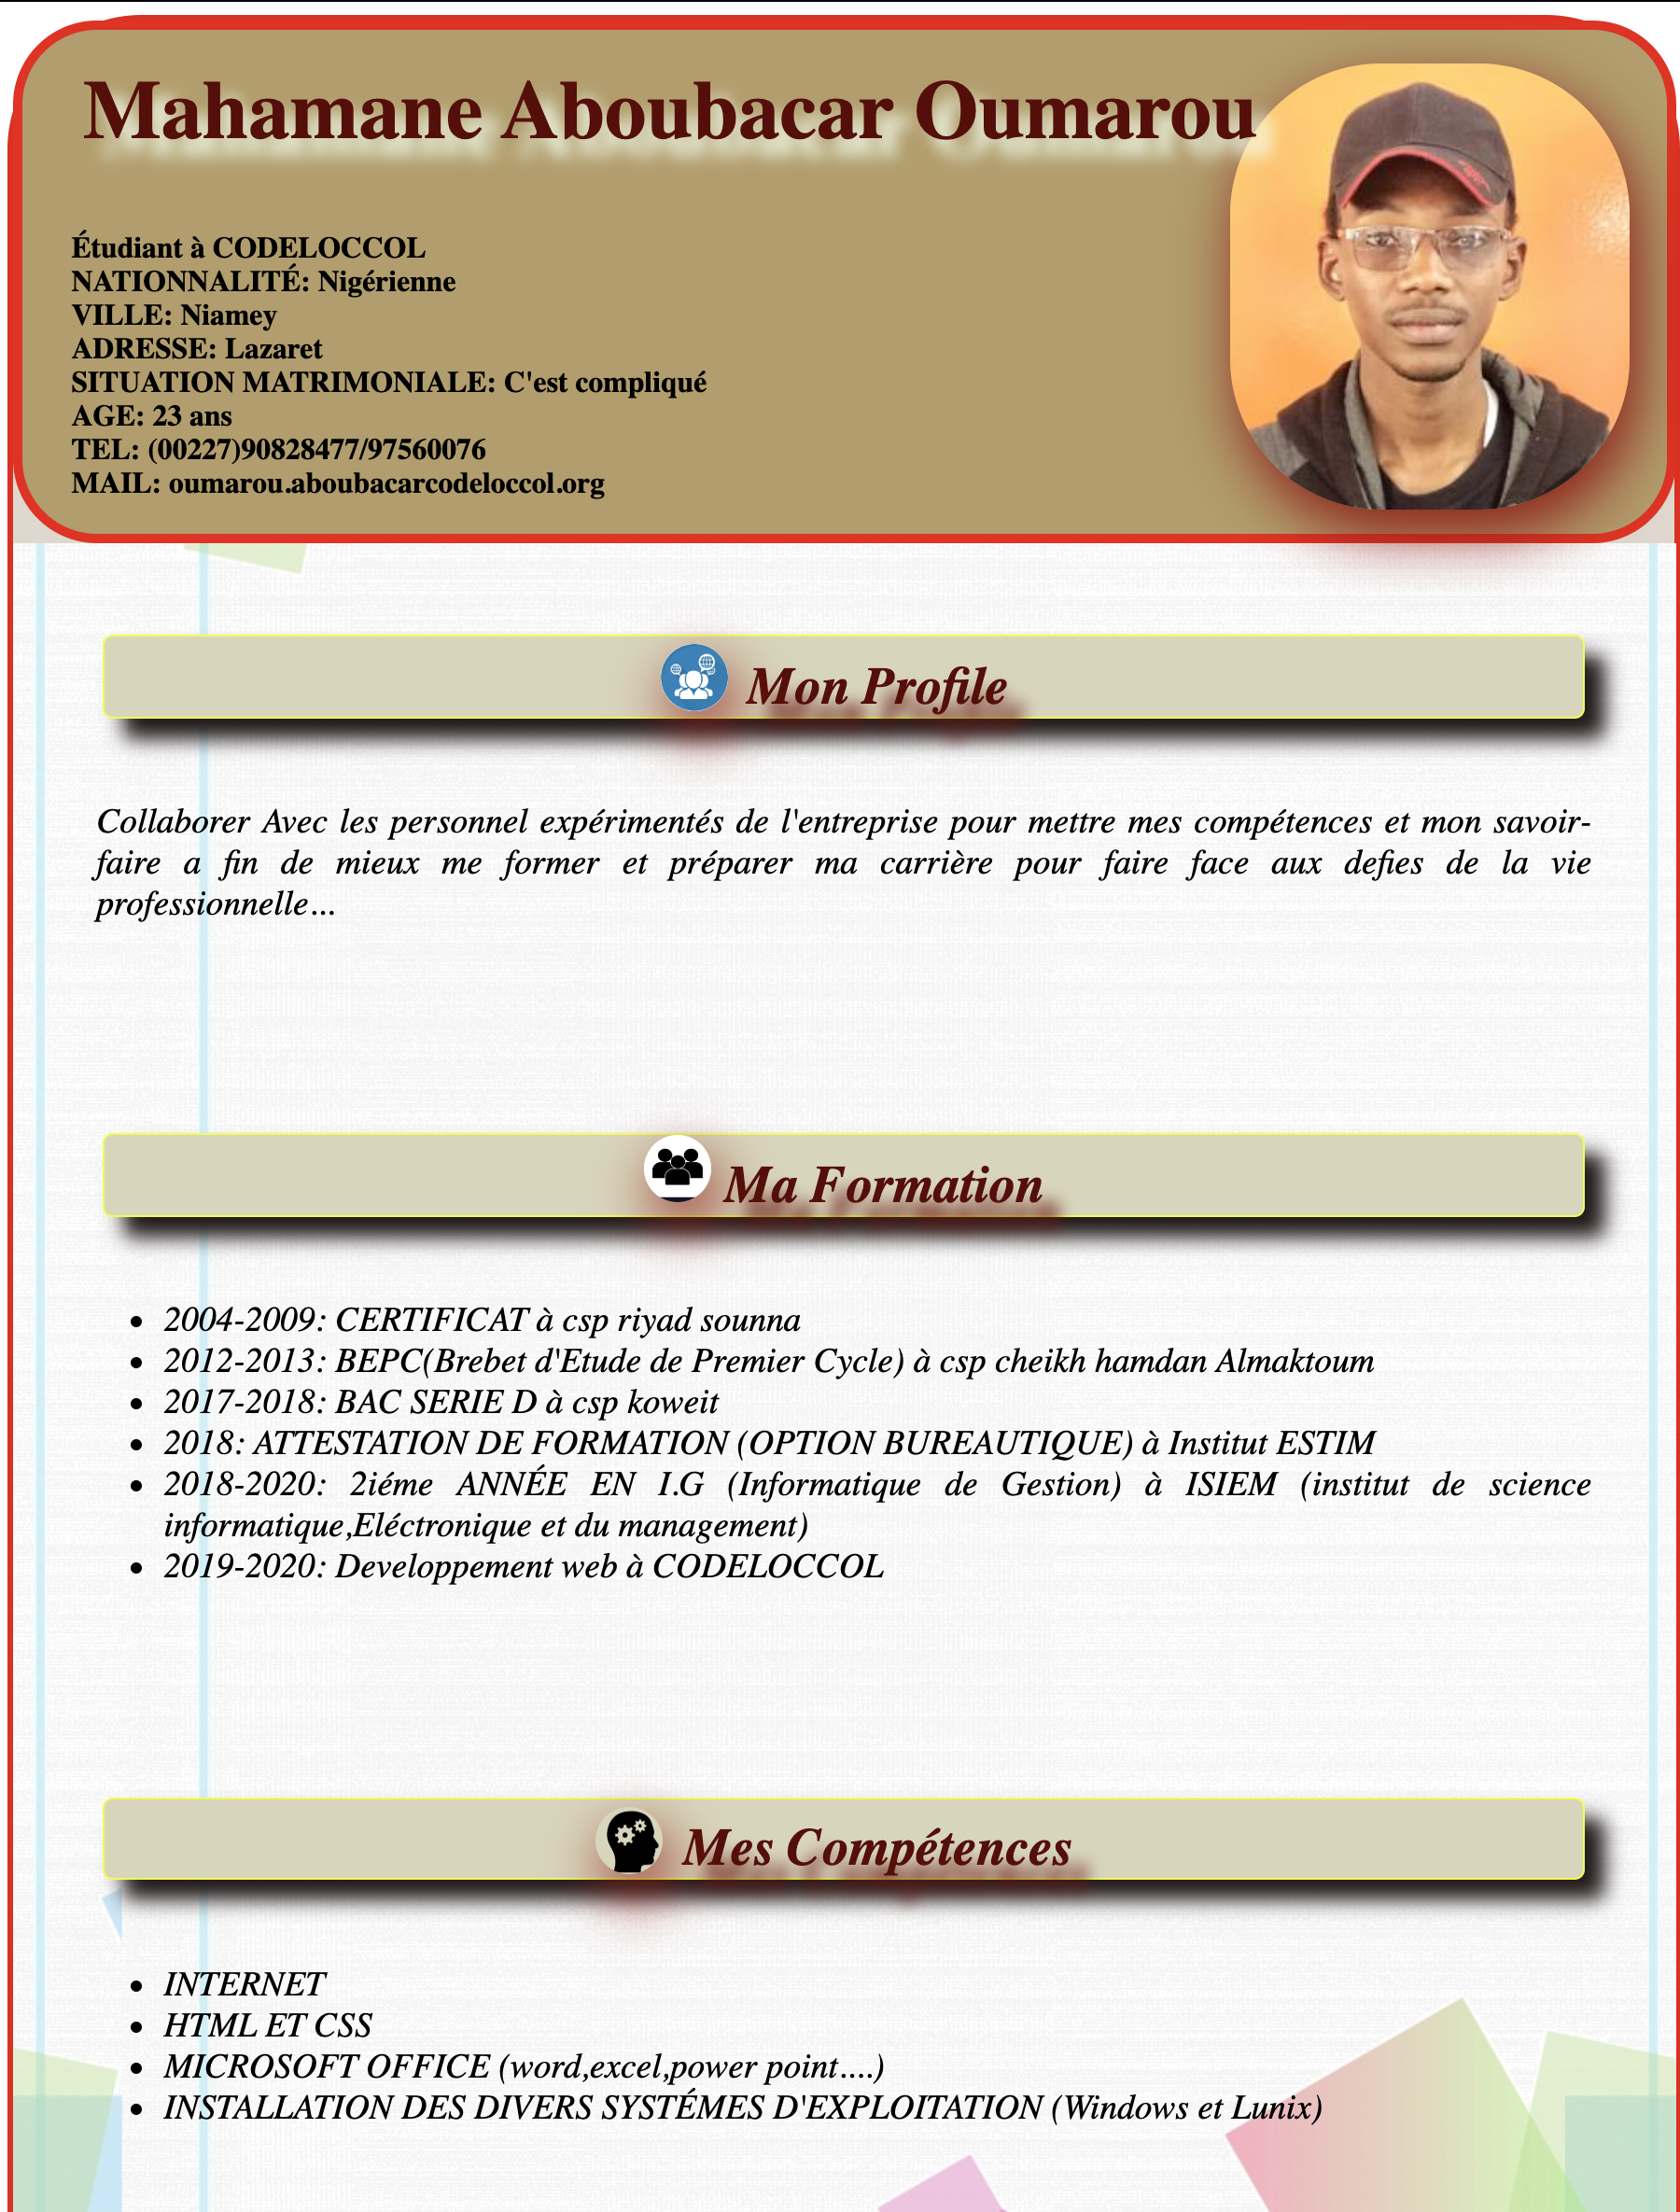 Mahamane Aboubacar Oumarou
Étudiant à CODELOCCOL
NATIONNALITÉ: Nigérienne
VILLE: Niamey
ADRESSE: Lazaret
SITUATION MATRIMONIALE: C'est compliqué
AGE: 23 ans
TEL: (00227)90828477/97560076
MAIL: oumarou.aboubacarcodeloccol.org
Mon Profile
Collaborer Avec les personnel expérimentés de l'entreprise pour mettre mes compétences et mon savoir-
faire a fin de mieux me former et préparer ma carrière pour faire face aux defies de la vie
professionnelle...
Ma Formation
• 2004-2009: CERTIFICAT à csp riyad sounna
• 2012-2013: BEPC(Brebet d'Etude de Premier Cycle) à csp cheikh hamdan Almaktoum
• 2017-2018: BAC SERIE D à csp koweit
• 2018: ATTESTATION DE FORMATION (OPTION BUREAUTIQUE) à Institut ESTIM
• 2018-2020: 2iéme ANNÉE EN I.G (Informatique de Gestion) à ISIEM (institut de science
informatique,Eléctronique et du management)
• 2019-2020: Developpement web à CODELOCCOL
Mes Compétences
• INTERNET
• HTML ET CSS
• MICROSOFT OFFICE (word,excel,power point....)
• INSTALLATION DES DIVERS SYSTÉMES D'EXPLOITATION (Windows et Lunix)